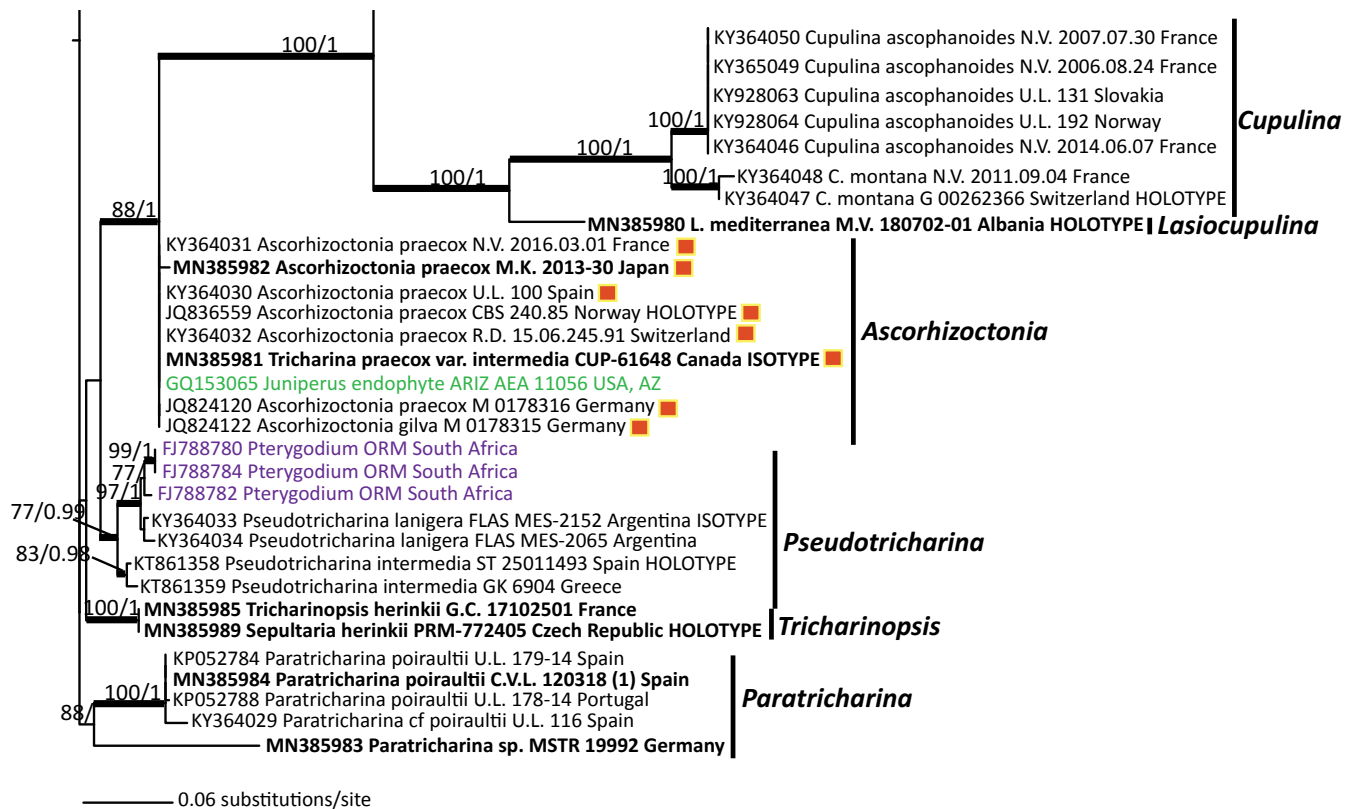 100/1
KY364050 Cupulina ascophanoides N.V. 2007.07.30 France
KY365049 Cupulina ascophanoides N.V. 2006.08.24 France
KY928063 Cupulina ascophanoides U.L. 131 Slovakia
100/1
KY928064 Cupulina ascophanoides U.L. 192 Norway
Cupulina
100/1
KY364046 Cupulina ascophanoides N.V. 2014.06.07 France
100/1
100/1
KY364048 C. montana N.V. 2011.09.04 France
KY364047 C. montana G 00262366 Switzerland HOLOTYPE
88/1
MN385980 L. mediterranea M.V. 180702-01 Albania HOLOTYPE
Lasiocupulina
KY364031 Ascorhizoctonia praecox N.V. 2016.03.01 France
MN385982 Ascorhizoctonia praecox M.K. 2013-30 Japan
KY364030 Ascorhizoctonia praecox U.L. 100 Spain
JQ836559 Ascorhizoctonia praecox CBS 240.85 Norway HOLOTYPE
KY364032 Ascorhizoctonia praecox R.D. 15.06.245.91 Switzerland
Ascorhizoctonia
MN385981 Tricharina praecox var. intermedia CUP-61648 Canada ISOTYPE
GQ153065 Juniperus endophyte ARIZ AEA 11056 USA, AZ
JQ824120 Ascorhizoctonia praecox M 0178316 Germany
JQ824122 Ascorhizoctonia gilva M 0178315 Germany
99/1
FJ788780 Pterygodium ORM South Africa
77/
FJ788784 Pterygodium ORM South Africa
97/1
FJ788782 Pterygodium ORM South Africa
77/0.99
KY364033 Pseudotricharina lanigera FLAS MES-2152 Argentina ISOTYPE
KY364034 Pseudotricharina lanigera FLAS MES-2065 Argentina
Pseudotricharina
83/0.98
KT861358 Pseudotricharina intermedia ST 25011493 Spain HOLOTYPE
KT861359 Pseudotricharina intermedia GK 6904 Greece
100/1
MN385985 Tricharinopsis herinkii G.C. 17102501 France
MN385989 Sepultaria herinkii PRM-772405 Czech Republic HOLOTYPE
Tricharinopsis
KP052784 Paratricharina poiraultii U.L. 179-14 Spain
100/1
MN385984 Paratricharina poiraultii C.V.L. 120318 (1) Spain
KP052788 Paratricharina poiraultii U.L. 178-14 Portugal
Paratricharina
88/
KY364029 Paratricharina cf poiraultii U.L. 116 Spain
MN385983 Paratricharina sp. MSTR 19992 Germany
0.06 substitutions/site